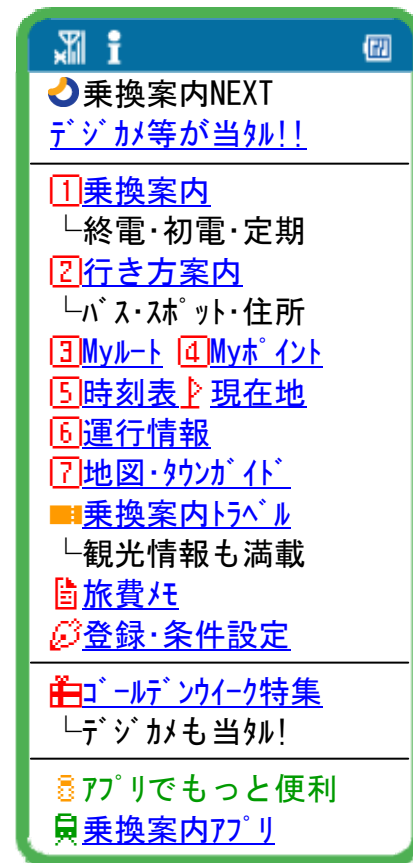 乗換案内NEXT
ﾃﾞｼﾞｶﾒ等が当ﾀﾙ!!
1乗換案内
└終電･初電･定期
2行き方案内
└ﾊﾞｽ･ｽﾎﾟｯﾄ･住所
3Myﾙｰﾄ 4Myﾎﾟｲﾝﾄ
5時刻表 現在地
6運行情報
7地図･ﾀｳﾝｶﾞｲﾄﾞ
乗換案内ﾄﾗﾍﾞﾙ
└観光情報も満載
旅費ﾒﾓ
登録･条件設定
ｺﾞｰﾙﾃﾞﾝｳｲｰｸ特集
└ﾃﾞｼﾞｶﾒも当ﾀﾙ!
ｱﾌﾟﾘでもっと便利
乗換案内ｱﾌﾟﾘ